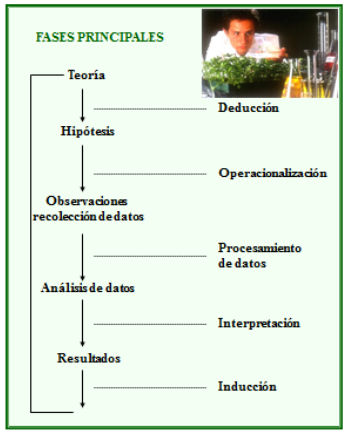 FASES PRINCIPALES
Teoría
Deducción
Hipótesis
Operacionalización
Observaciones
recolección de datos
Procesamiento
de datos
Análisis de datos
Interpretación
Resultados
Inducción